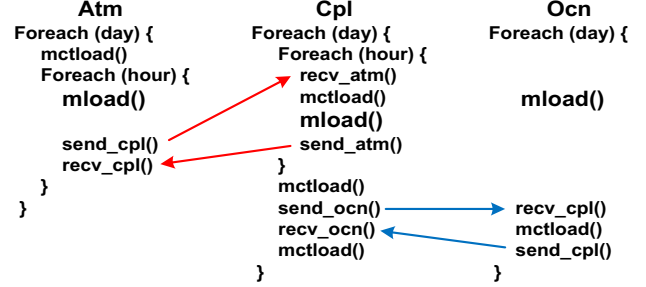 Atm
Foreach (day) {
mctload()
Foreach (hour) {
mload()
send_cpl()
recv_cpl()
}
}
Cpl
Foreach (day) {
Foreach (hour) {
recv_atm()
mctload()
mload()
send_atm()
}
mctload()
send_ocn()
recv_ocn()
mctload()
}
Ocn
Foreach (day) {
mload()
recv_cpl()
mctload()
send_cpl()
}